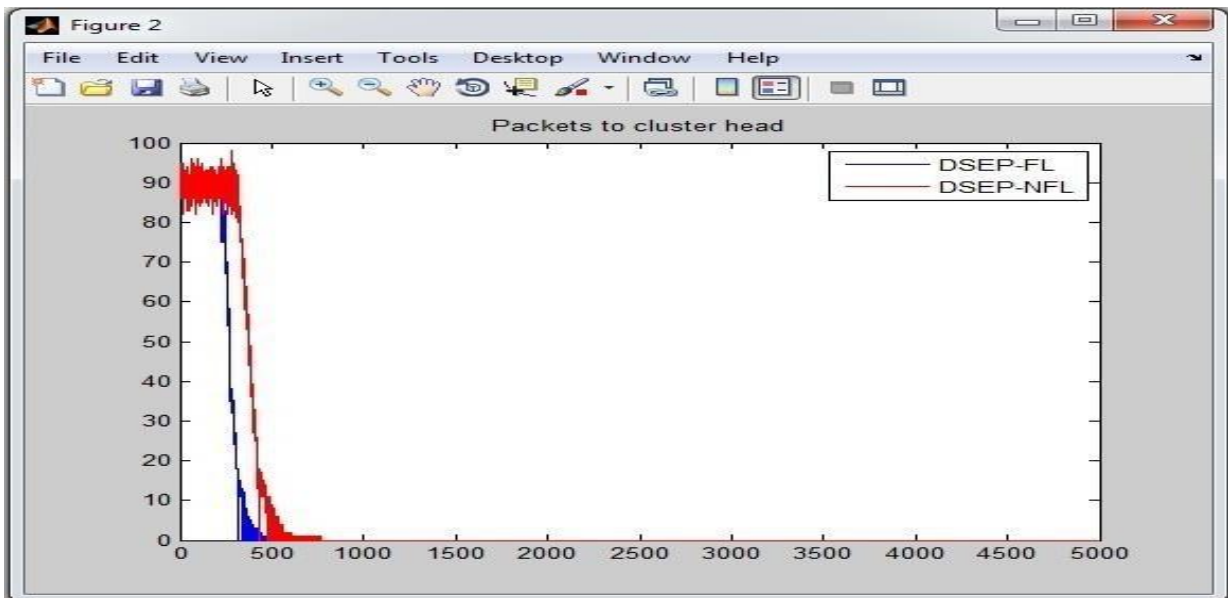 Figure 2
File Edit View Insert Tools Desktop Window Help
Packets to cluster head
100
90
80
70
60
50
40
30
20
10
0
DSEP-FL
DSEP-NFL
0 500 1000 1500 2000 2500 3000 3500 4000 4500 5000